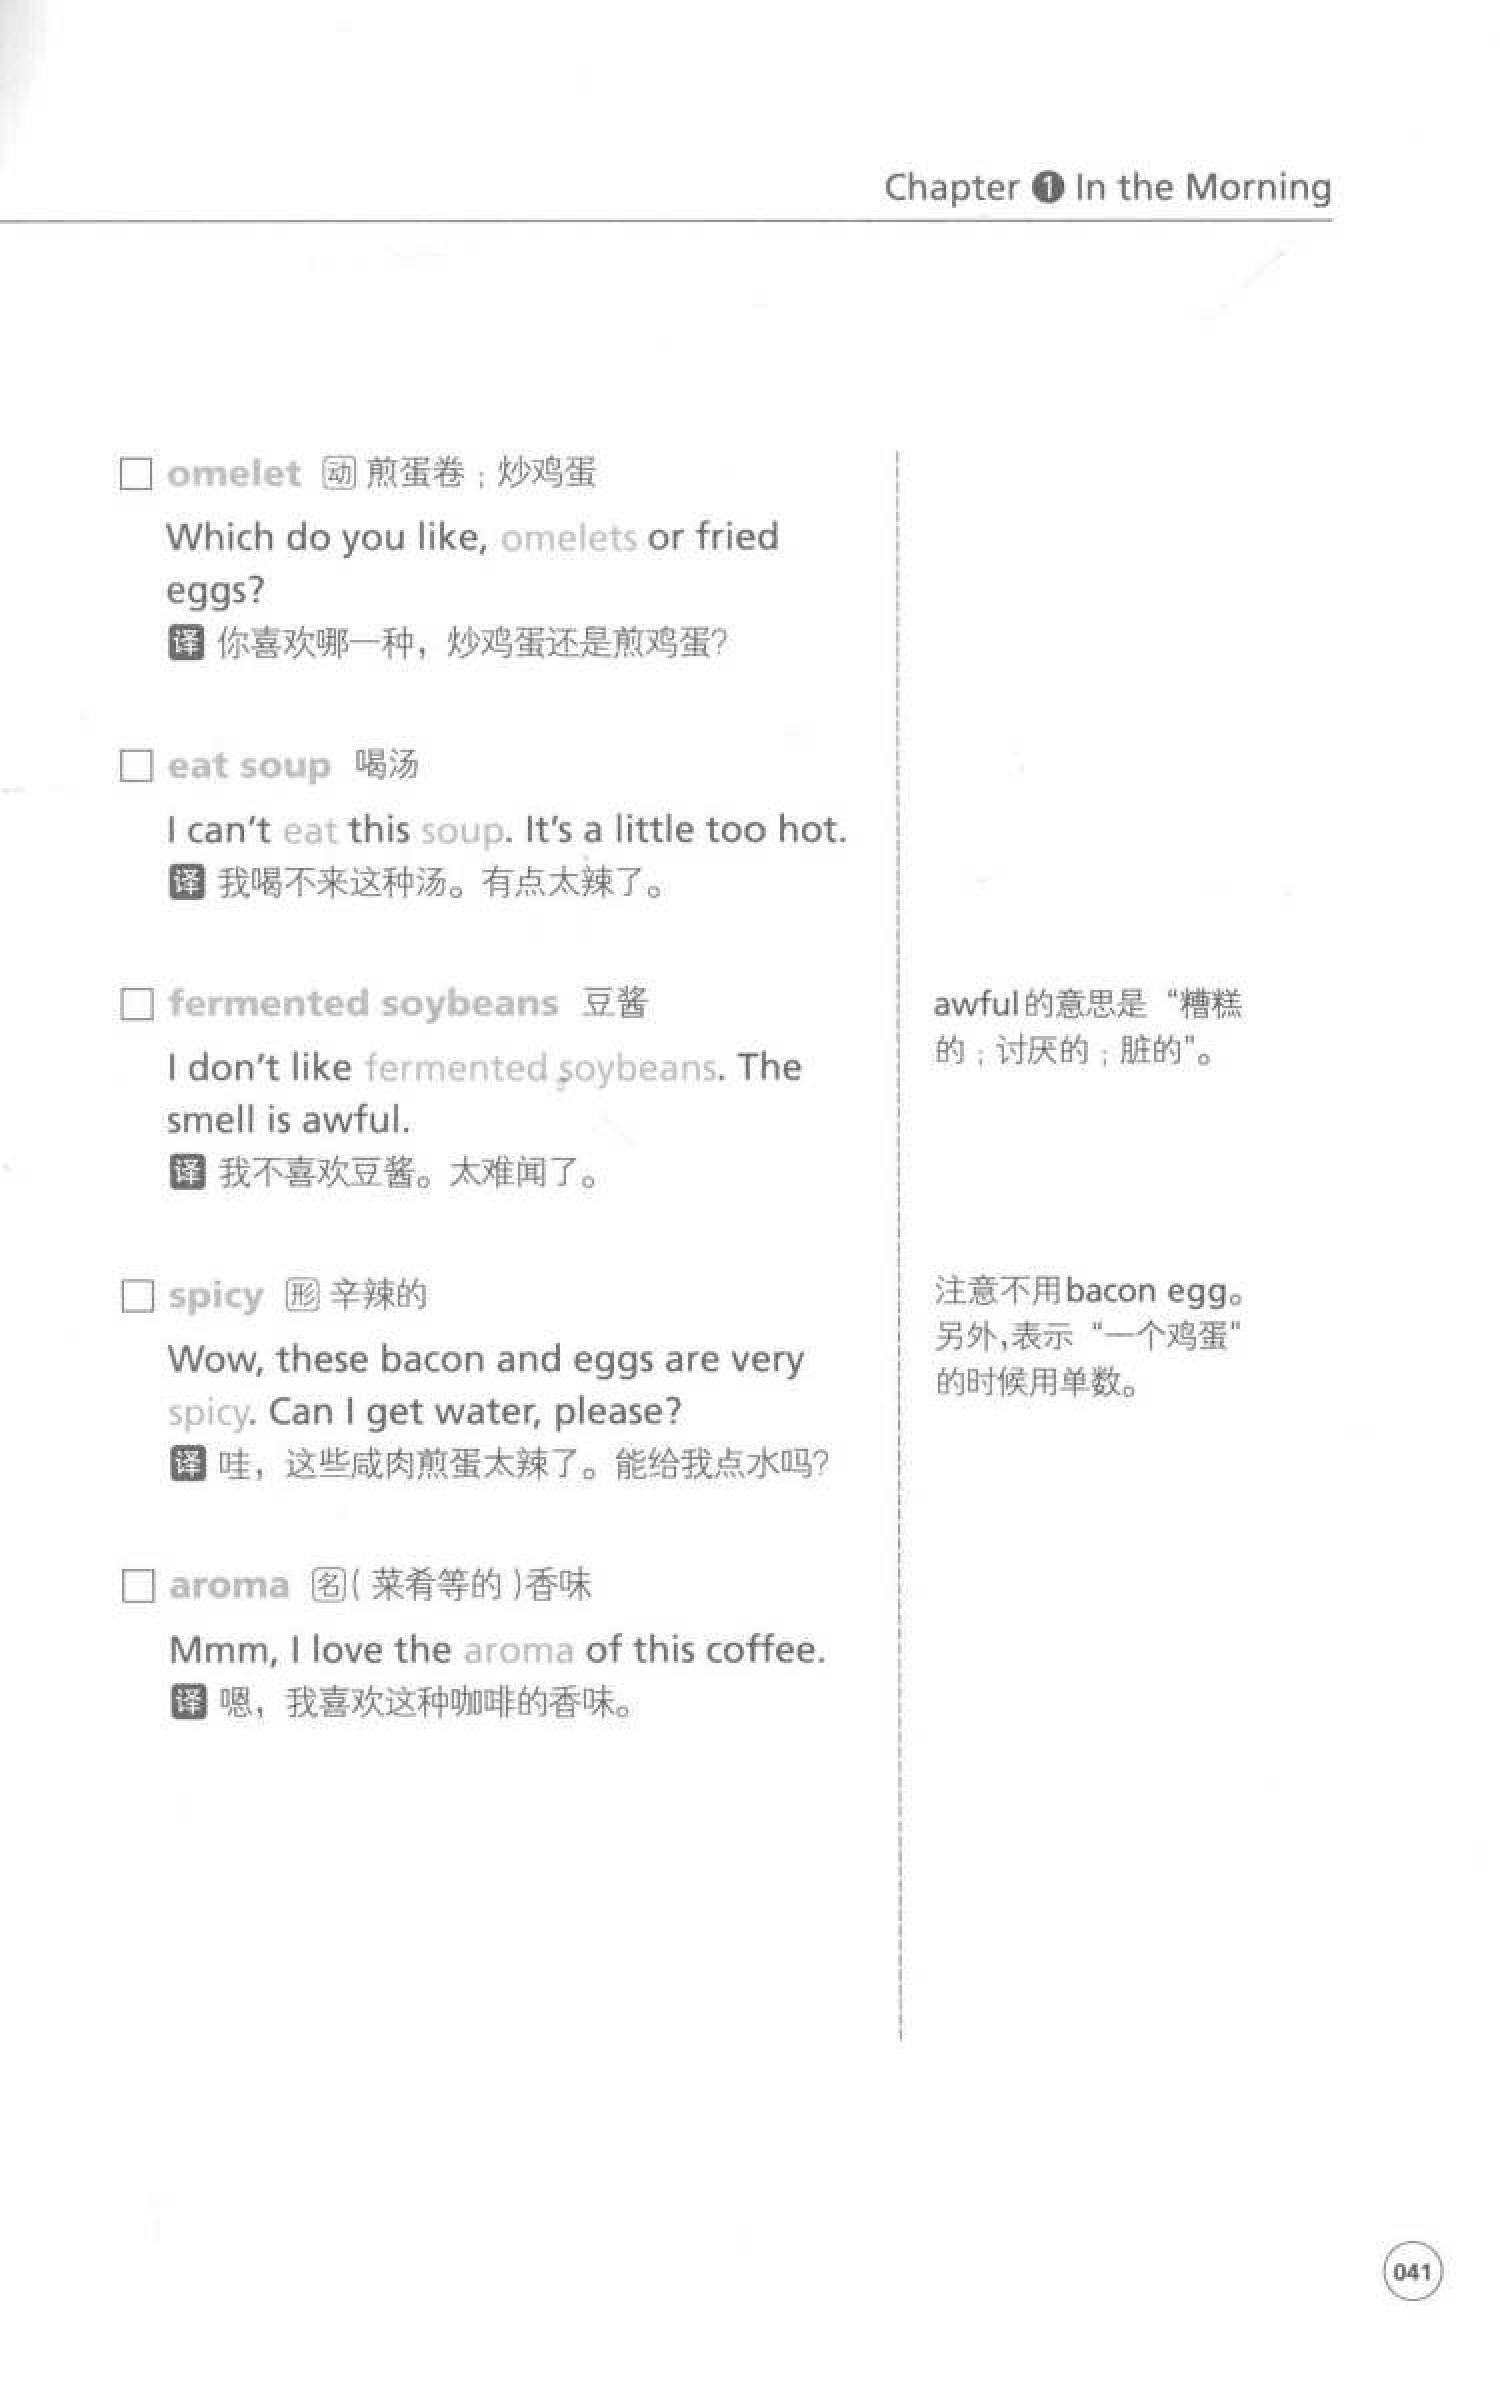 Chapter ❶ In the Morning
□ omelet 动 煎蛋卷；炒鸡蛋
Which do you like, omelets or fried
eggs?
译 你喜欢哪一种，炒鸡蛋还是煎鸡蛋？
□ eat soup 喝汤
I can't eat this soup. It's a little too hot.
译 我喝不来这种汤。有点太辣了。
□ fermented soybeans 豆酱
I don't like fermented soybeans. The
smell is awful.
译 我不喜欢豆酱。太难闻了。
□ spicy 形 辛辣的
Wow, these bacon and eggs are very
spicy. Can I get water, please?
译 哇，这些咸肉煎蛋太辣了。能给我点水吗？
□ aroma 名（菜肴等的）香味
Mmm, I love the aroma of this coffee.
译 嗯，我喜欢这种咖啡的香味。
awful的意思是“糟糕
的；讨厌的；脏的”。
注意不用bacon egg。
另外，表示“一个鸡蛋”
的时候用单数。
041